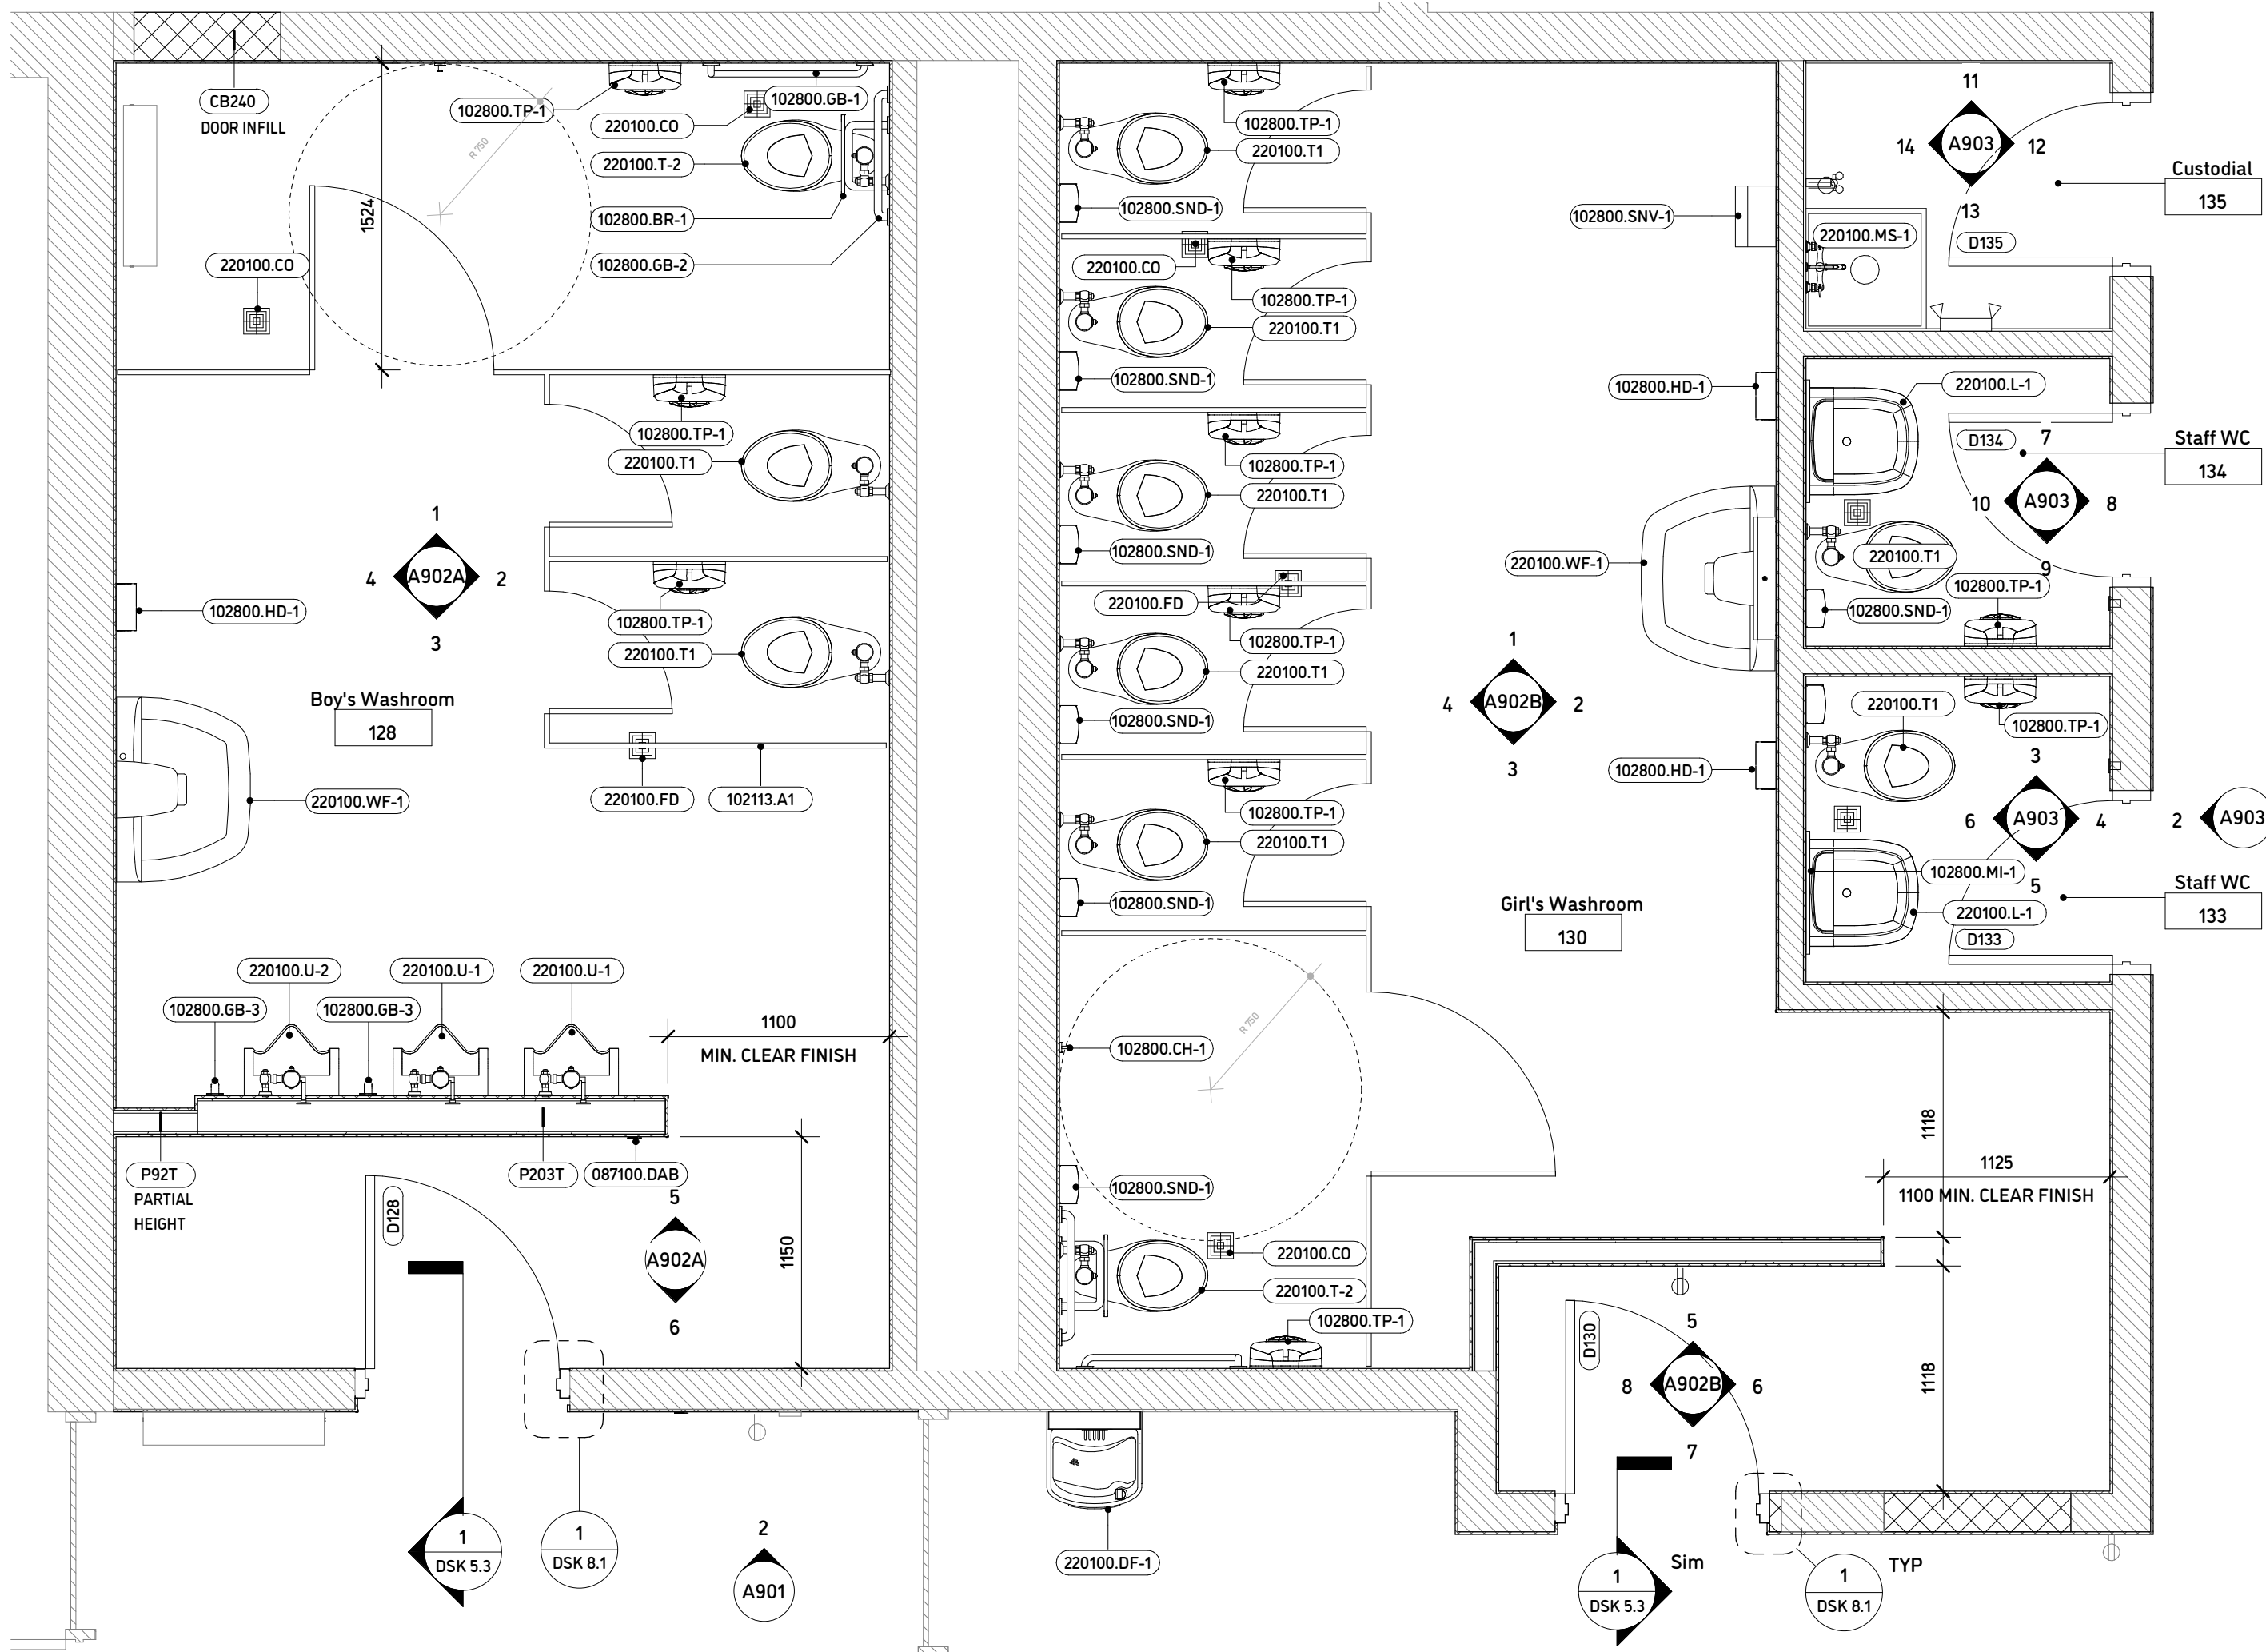 CB240
DOOR INFILL
102800.TP-1
102800.GB-1
220100.CO
220100.T-2
R 750
102800.BR-1
102800.GB-2
1524
220100.CO
102800.TP-1
220100.T1
1
4
A902A
2
3
102800.HD-1
102800.TP-1
220100.T1
Boy's Washroom
128
220100.WF-1
220100.FD
102113.A1
220100.U-2
220100.U-1
220100.U-1
102800.GB-3
102800.GB-3
1100
MIN. CLEAR FINISH
P92T
PARTIAL
HEIGHT
P203T
087100.DAB
D128
5
A902A
6
1150
1
DSK 5.3
1
DSK 8.1
2
A901
102800.TP-1
220100.T1
102800.SND-1
220100.CO
102800.TP-1
220100.T1
102800.SND-1
102800.TP-1
220100.T1
102800.SND-1
220100.FD
102800.TP-1
220100.T1
102800.SND-1
102800.TP-1
220100.T1
102800.SND-1
R 750
102800.CH-1
102800.SND-1
220100.CO
220100.T-2
102800.TP-1
220100.DF-1
102800.SNV-1
102800.HD-1
220100.WF-1
1
4
A902B
2
3
102800.HD-1
Girl's Washroom
130
1118
1125
1100 MIN. CLEAR FINISH
1118
D130
5
8
A902B
6
7
1
DSK 5.3
Sim
1
DSK 8.1
TYP
11
14
A903
12
13
Custodial
135
220100.MS-1
D135
220100.L-1
D134
7
Staff WC
134
10
A903
8
9
220100.T1
102800.TP-1
102800.SND-1
220100.T1
102800.TP-1
3
6
A903
4
5
2
A903
102800.MI-1
220100.L-1
D133
Staff WC
133